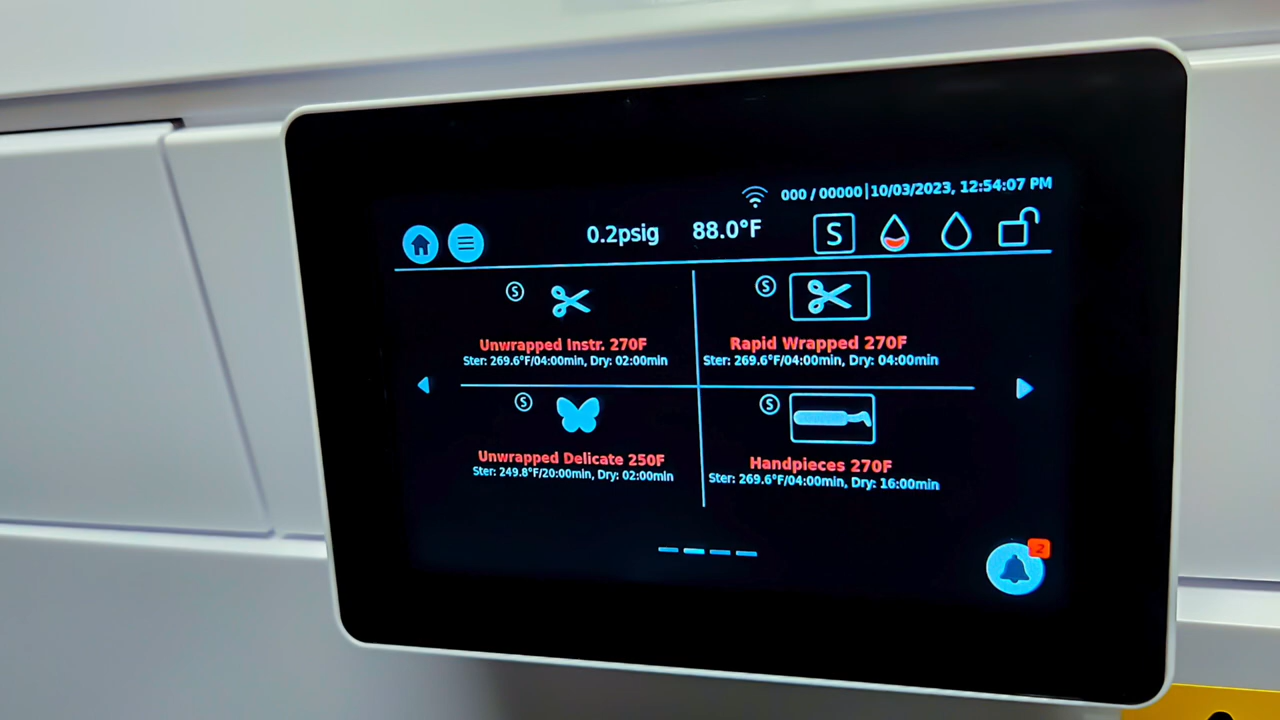 000 / 00000|10/03/2023, 12:54:07 PM
0.2psig 88.0°F S
S
Unwrapped Instr. 270F
Ster: 269.6°F/04:00min, Dry: 02:00min
S
Rapid Wrapped 270F
Ster: 269.6°F/04:00min, Dry: 04:00min
S
Unwrapped Delicate 250F
Ster: 249.8°F/20:00min, Dry: 02:00min
S
Handpieces 270F
Ster: 269.6°F/04:00min, Dry: 16:00min
2